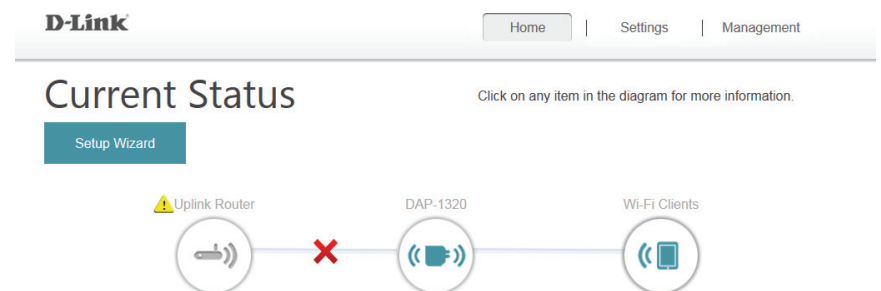 D-Link
Home | Settings | Management
Current Status
Click on any item in the diagram for more information.
Setup Wizard
Uplink Router
DAP-1320
Wi-Fi Clients